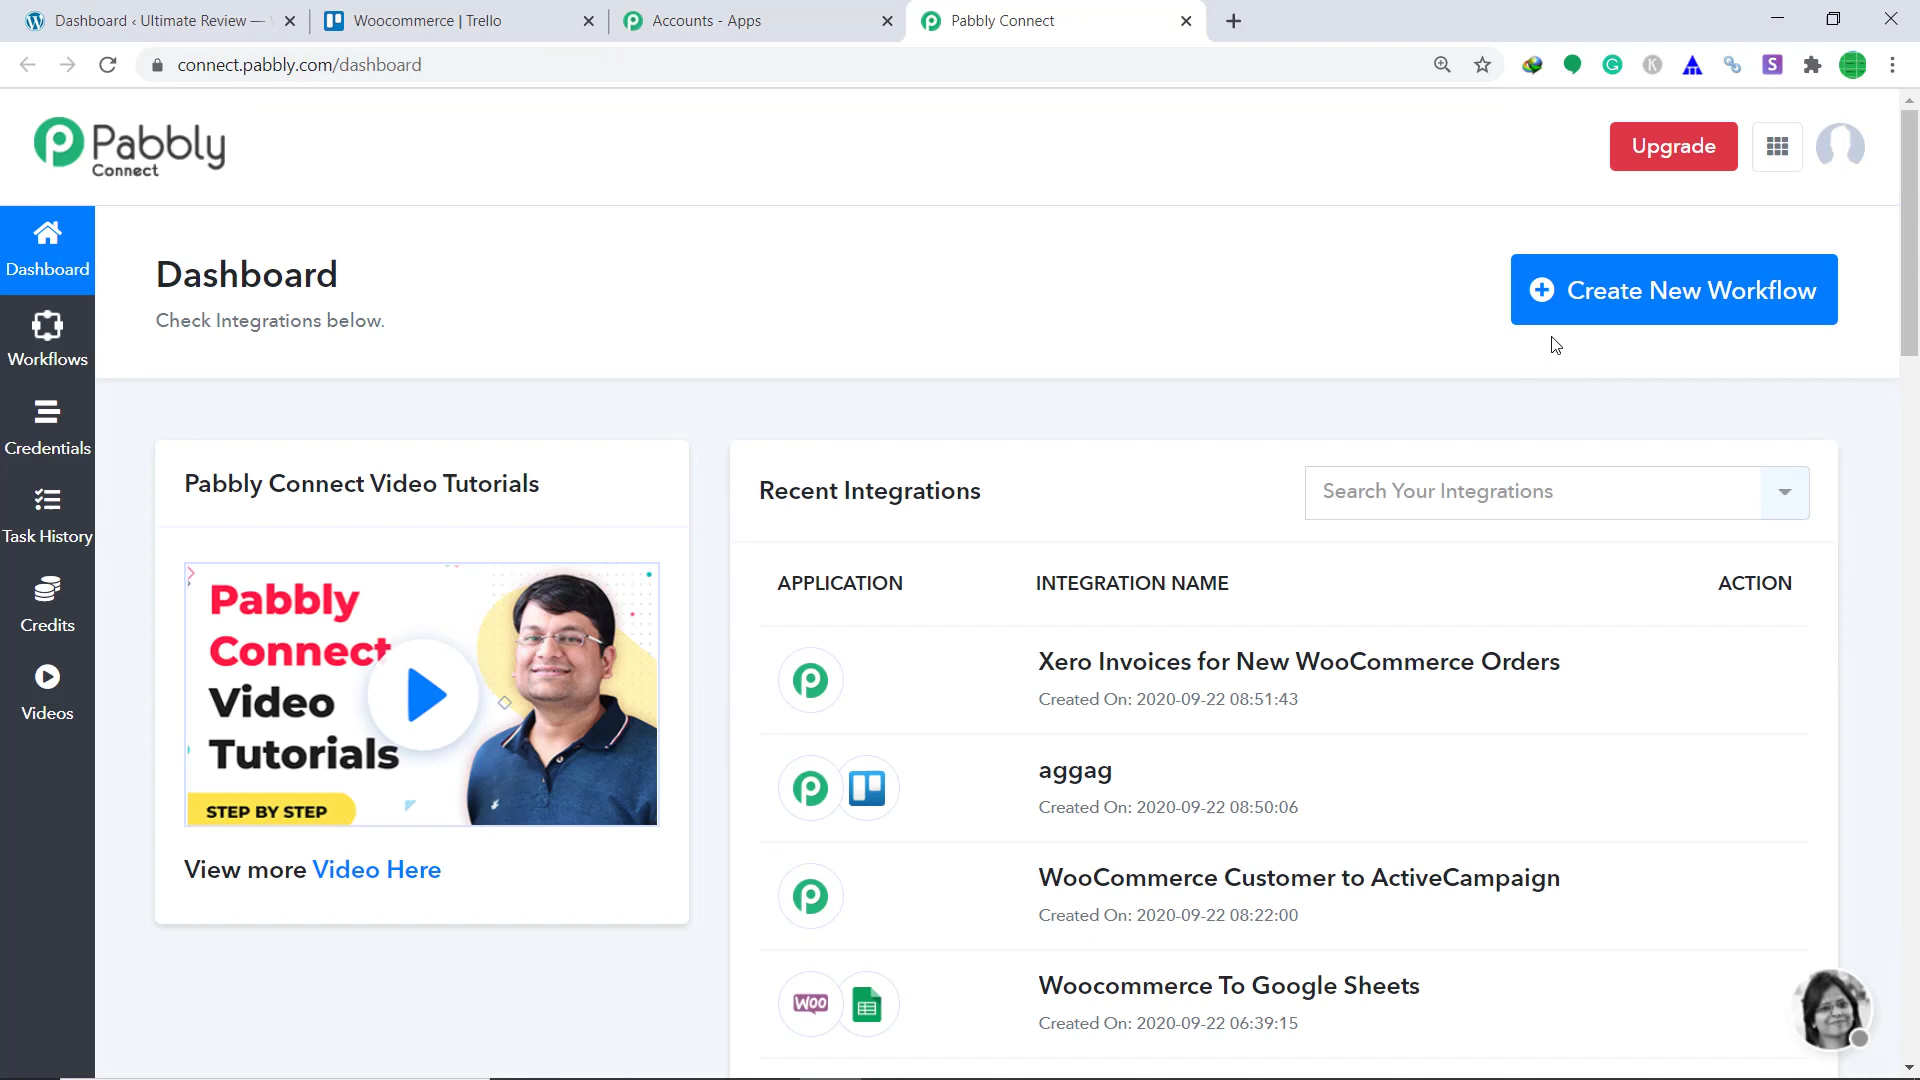 Dashboard ‹ Ultimate Review —
Woocommerce | Trello
Accounts - Apps
Pabbly Connect
connect.pabbly.com/dashboard
Pabbly
Connect
Upgrade
Dashboard
Workflows
Credentials
Task History
Credits
Videos
Dashboard
Check Integrations below.
Create New Workflow
Pabbly Connect Video Tutorials
Pabbly
Connect
Video
Tutorials
STEP BY STEP
View more Video Here
Recent Integrations
Search Your Integrations
APPLICATION INTEGRATION NAME ACTION
Xero Invoices for New WooCommerce Orders
Created On: 2020-09-22 08:51:43
aggag
Created On: 2020-09-22 08:50:06
WooCommerce Customer to ActiveCampaign
Created On: 2020-09-22 08:22:00
Woo
Woocommerce To Google Sheets
Created On: 2020-09-22 06:39:15